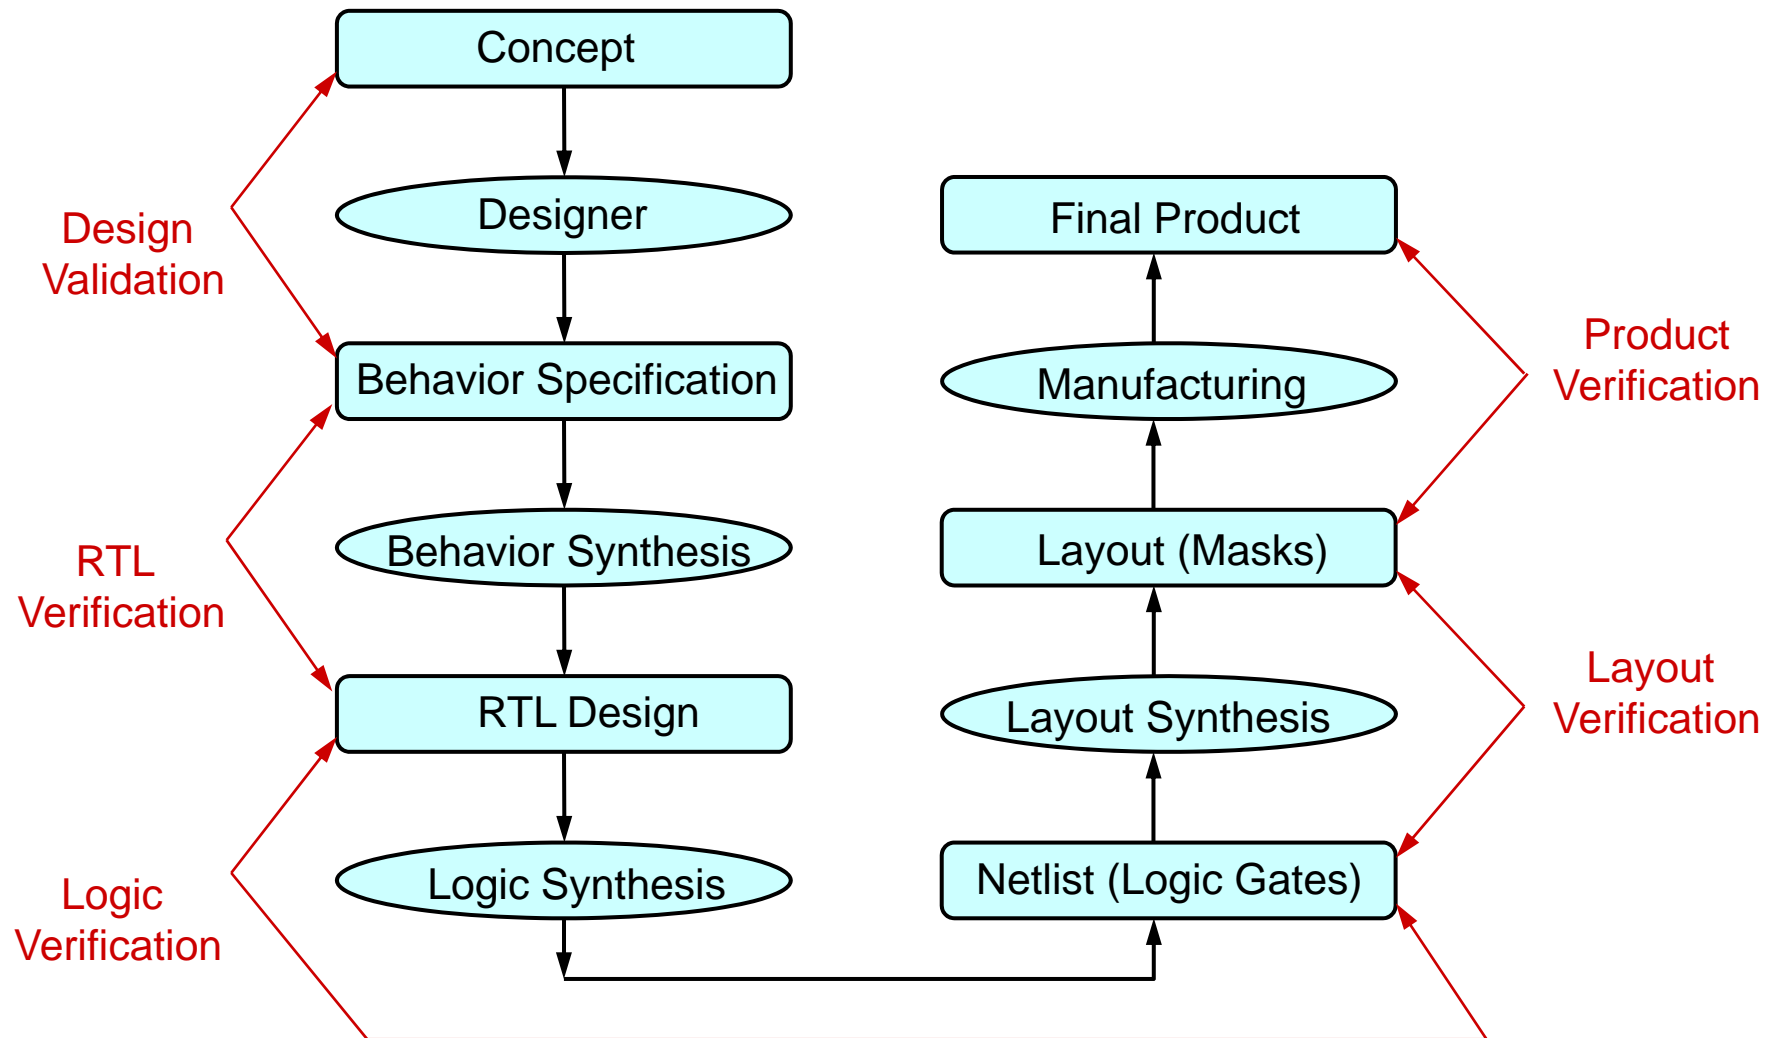 Concept
Designer
Design
Validation
Behavior Specification
Behavior Synthesis
RTL
Verification
RTL Design
Logic Synthesis
Logic
Verification
Final Product
Manufacturing
Product
Verification
Layout (Masks)
Layout Synthesis
Layout
Verification
Netlist (Logic Gates)